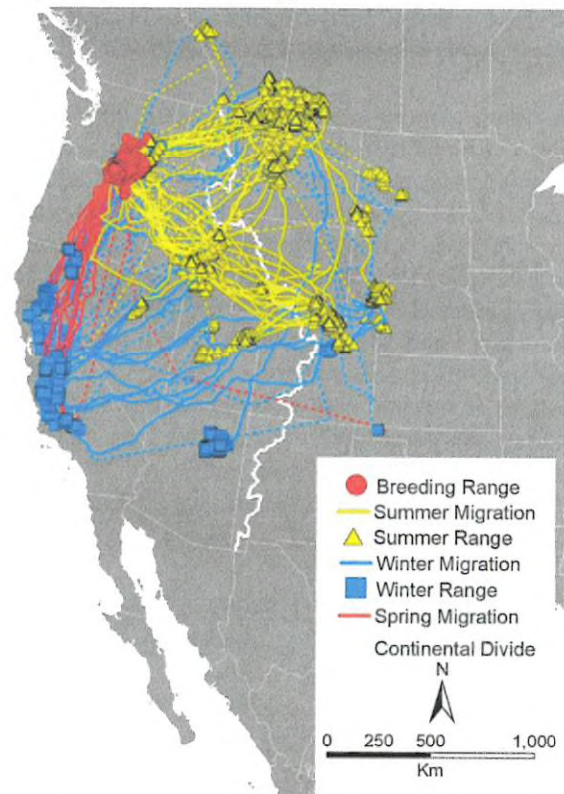 Breeding Range
Summer Migration
Summer Range
Winter Migration
Winter Range
Spring Migration
Continental Divide
N
0 250 500 1,000
Km